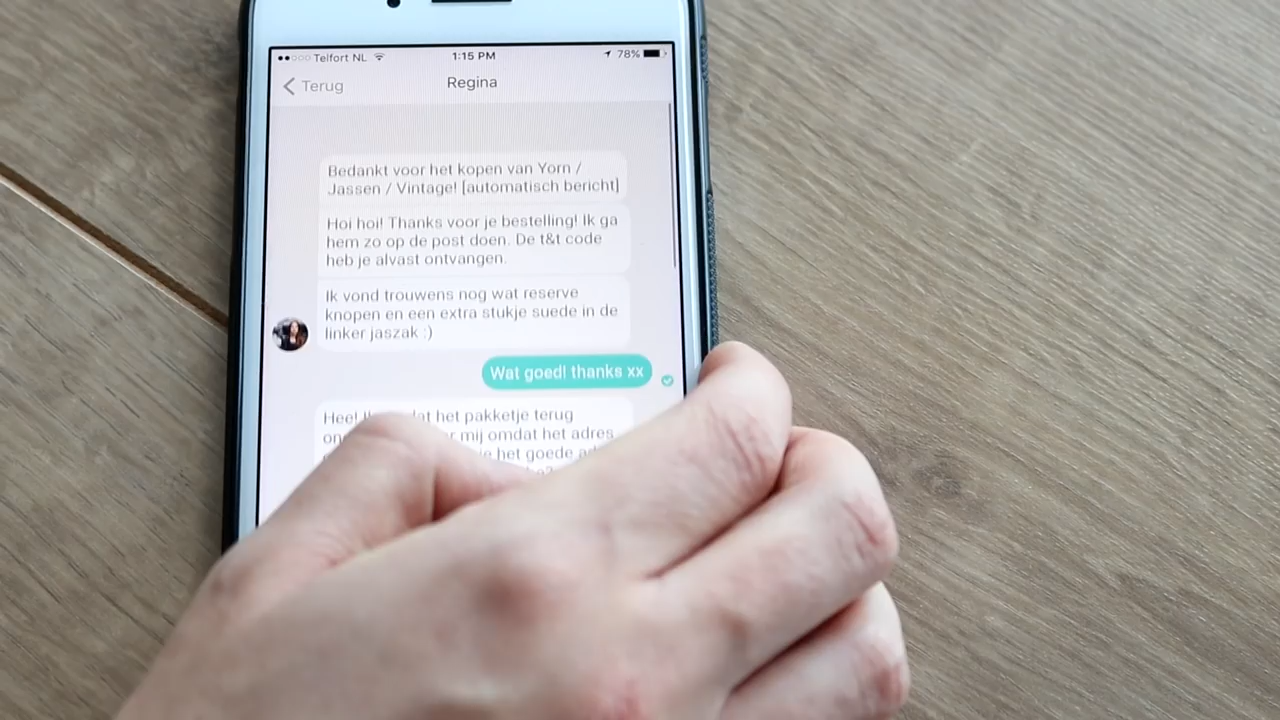 Telfort NL
1:15 PM
78%
Terug
Regina
Bedankt voor het kopen van Yorn /
Jassen / Vintage! [automatisch bericht]
Hoi hoi! Thanks voor je bestelling! Ik ga
hem zo op de post doen. De t&t code
heb je alvast ontvangen.
Ik vond trouwens nog wat reserve
knopen en een extra stukje suede in de
linker jaszak :)
Wat goed! thanks xx
Hee! het pakketje terug
mij omdat het adres
je het goede